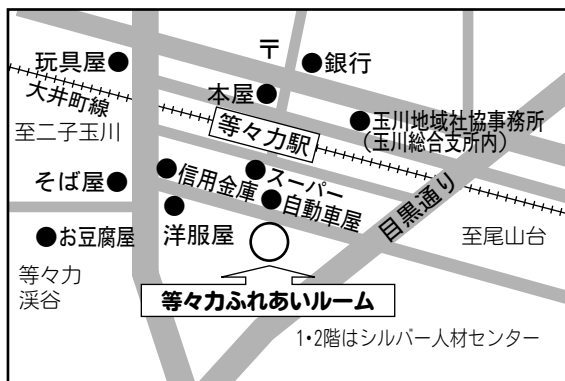 〒
玩具屋
銀行
大井町線
本屋
至二子玉川
等々力駅
玉川地域社協事務所
(玉川総合支所内)
そば屋
信用金庫
スーパー
自動車屋
目黒通り
お豆腐屋
洋服屋
至尾山台
等々力
渓谷
等々力ふれあいルーム
1・2階はシルバー人材センター